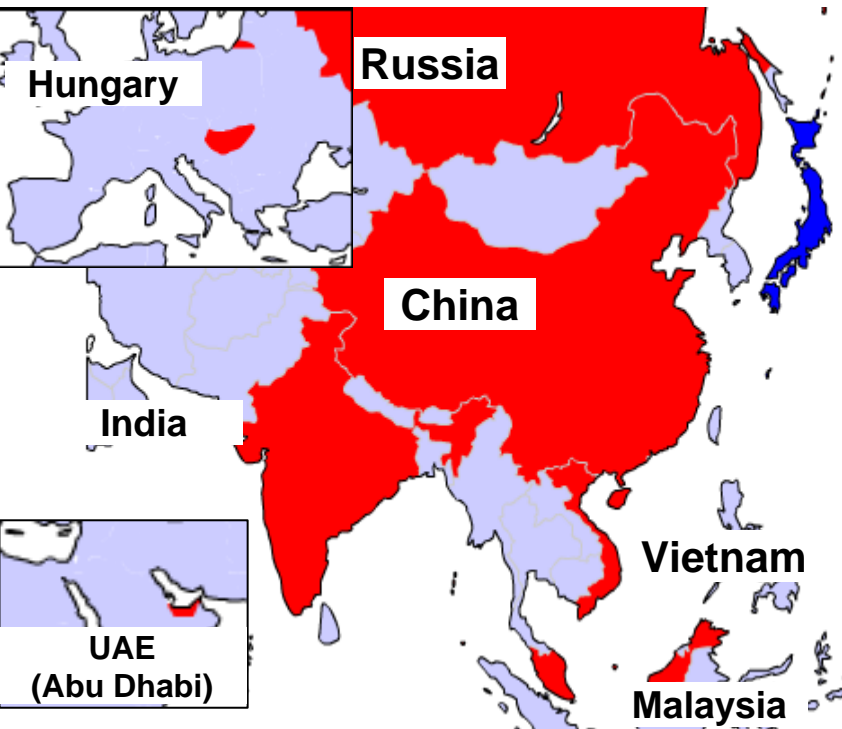 Hungary
Russia
China
India
Vietnam
UAE
(Abu Dhabi)
Malaysia